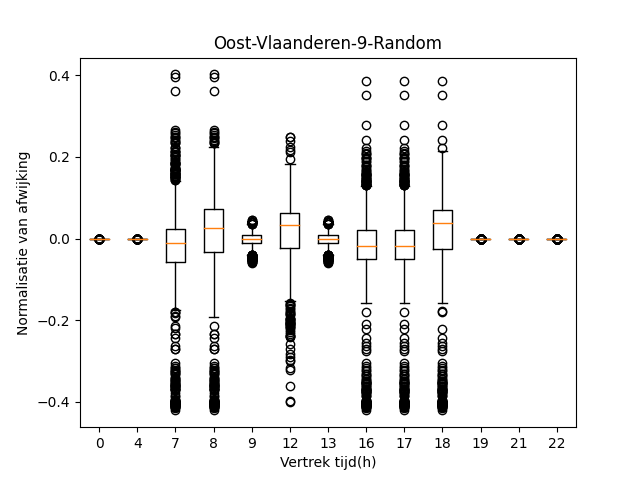 Oost-Vlaanderen-9-Random
Normalisatie van afwijking
0.4
0.2
0.0
−0.2
−0.4
0 4 7 8 9 12 13 16 17 18 19 21 22
Vertrek tijd(h)